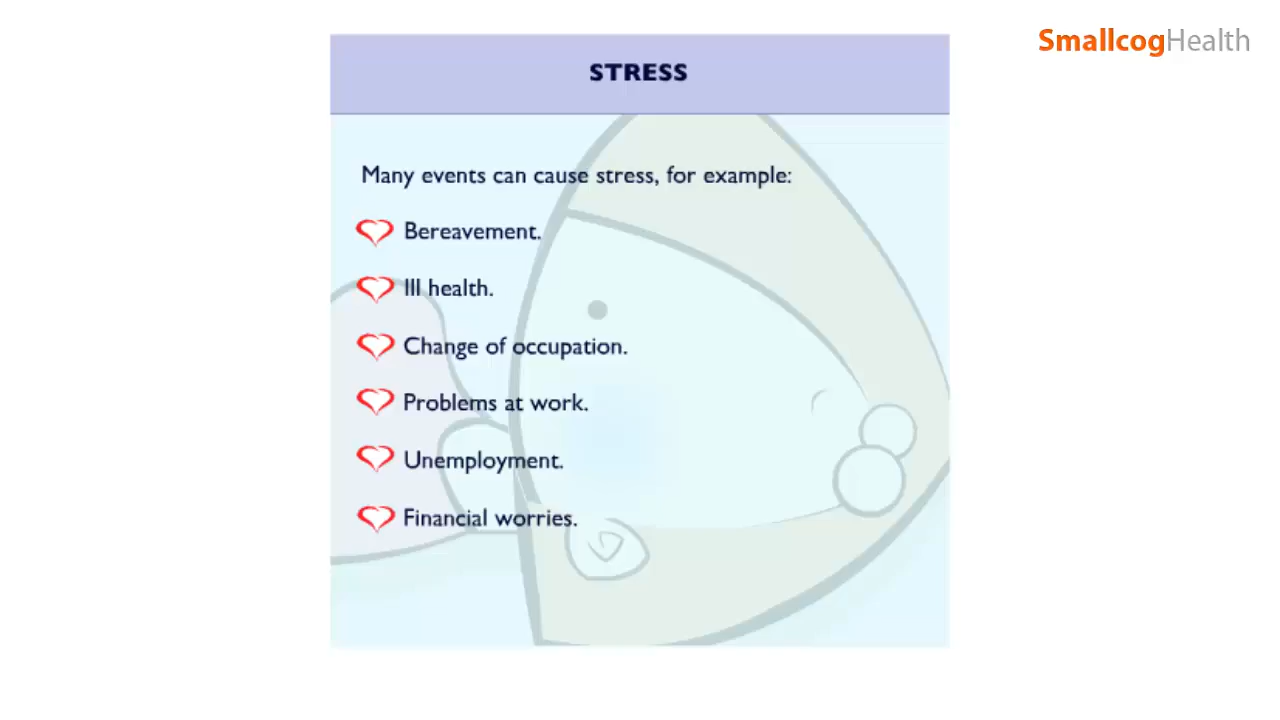 SmallcogHealth
STRESS
Many events can cause stress, for example:
Bereavement.
Ill health.
Change of occupation.
Problems at work.
Unemployment.
Financial worries.